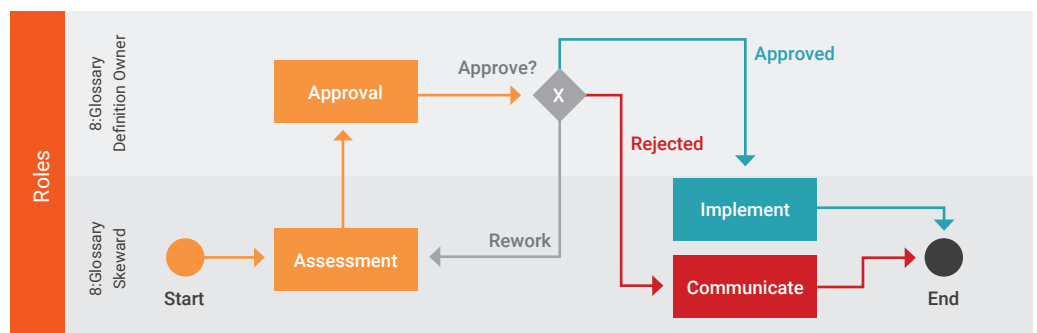 Roles
8:Glossary
Definition Owner
Approval
Approve?
X
Approved
Rejected
8:Glossary
Skeward
Start
Assessment
Rework
Implement
Communicate
End